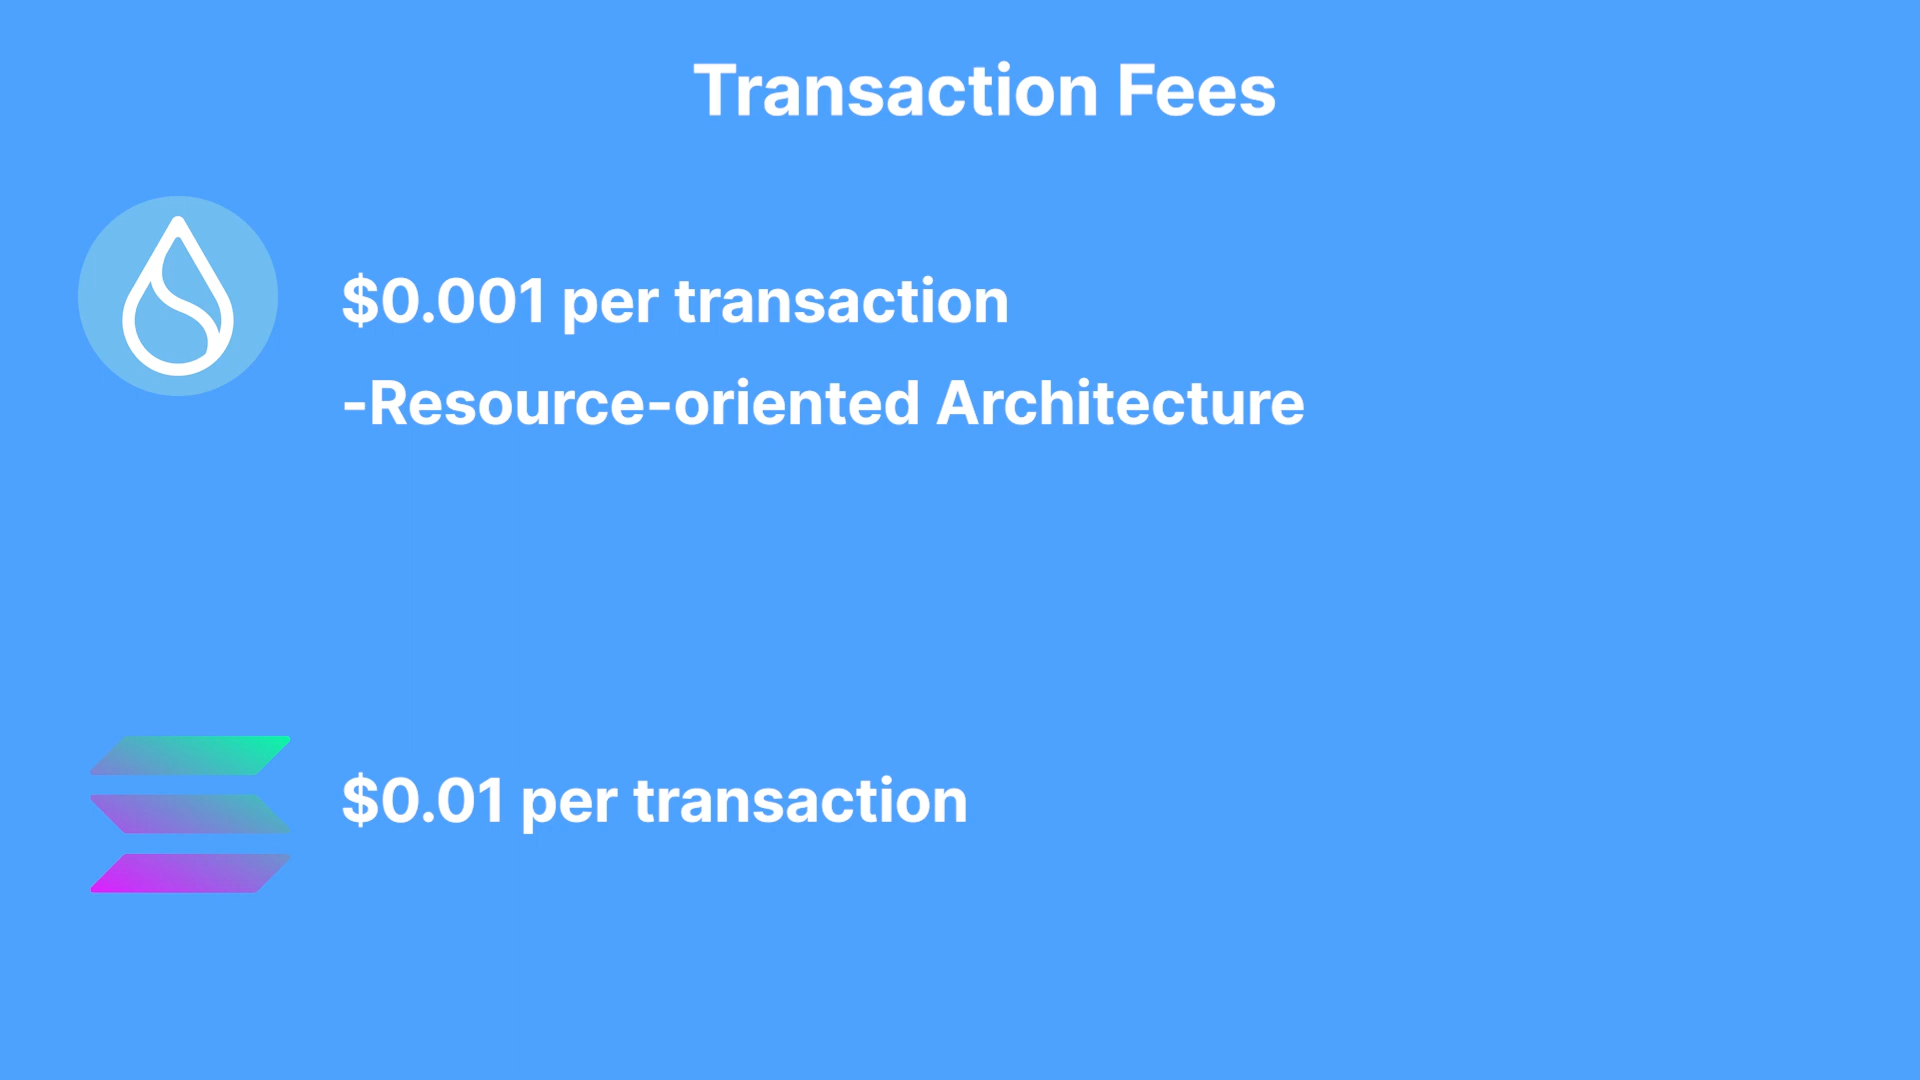 Transaction Fees
$0.001 per transaction
-Resource-oriented Architecture
$0.01 per transaction